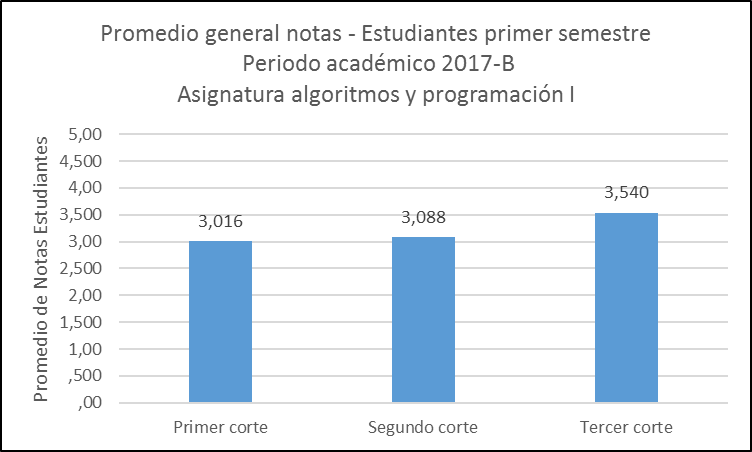 Promedio general notas - Estudiantes primer semestre
Periodo académico 2017-B
Asignatura algoritmos y programación I
Promedio de Notas Estudiantes
5,00
4,500
4,00
3,500
3,00
2,500
2,00
1,500
1,00
,500
,00
3,016
3,088
3,540
Primer corte
Segundo corte
Tercer corte